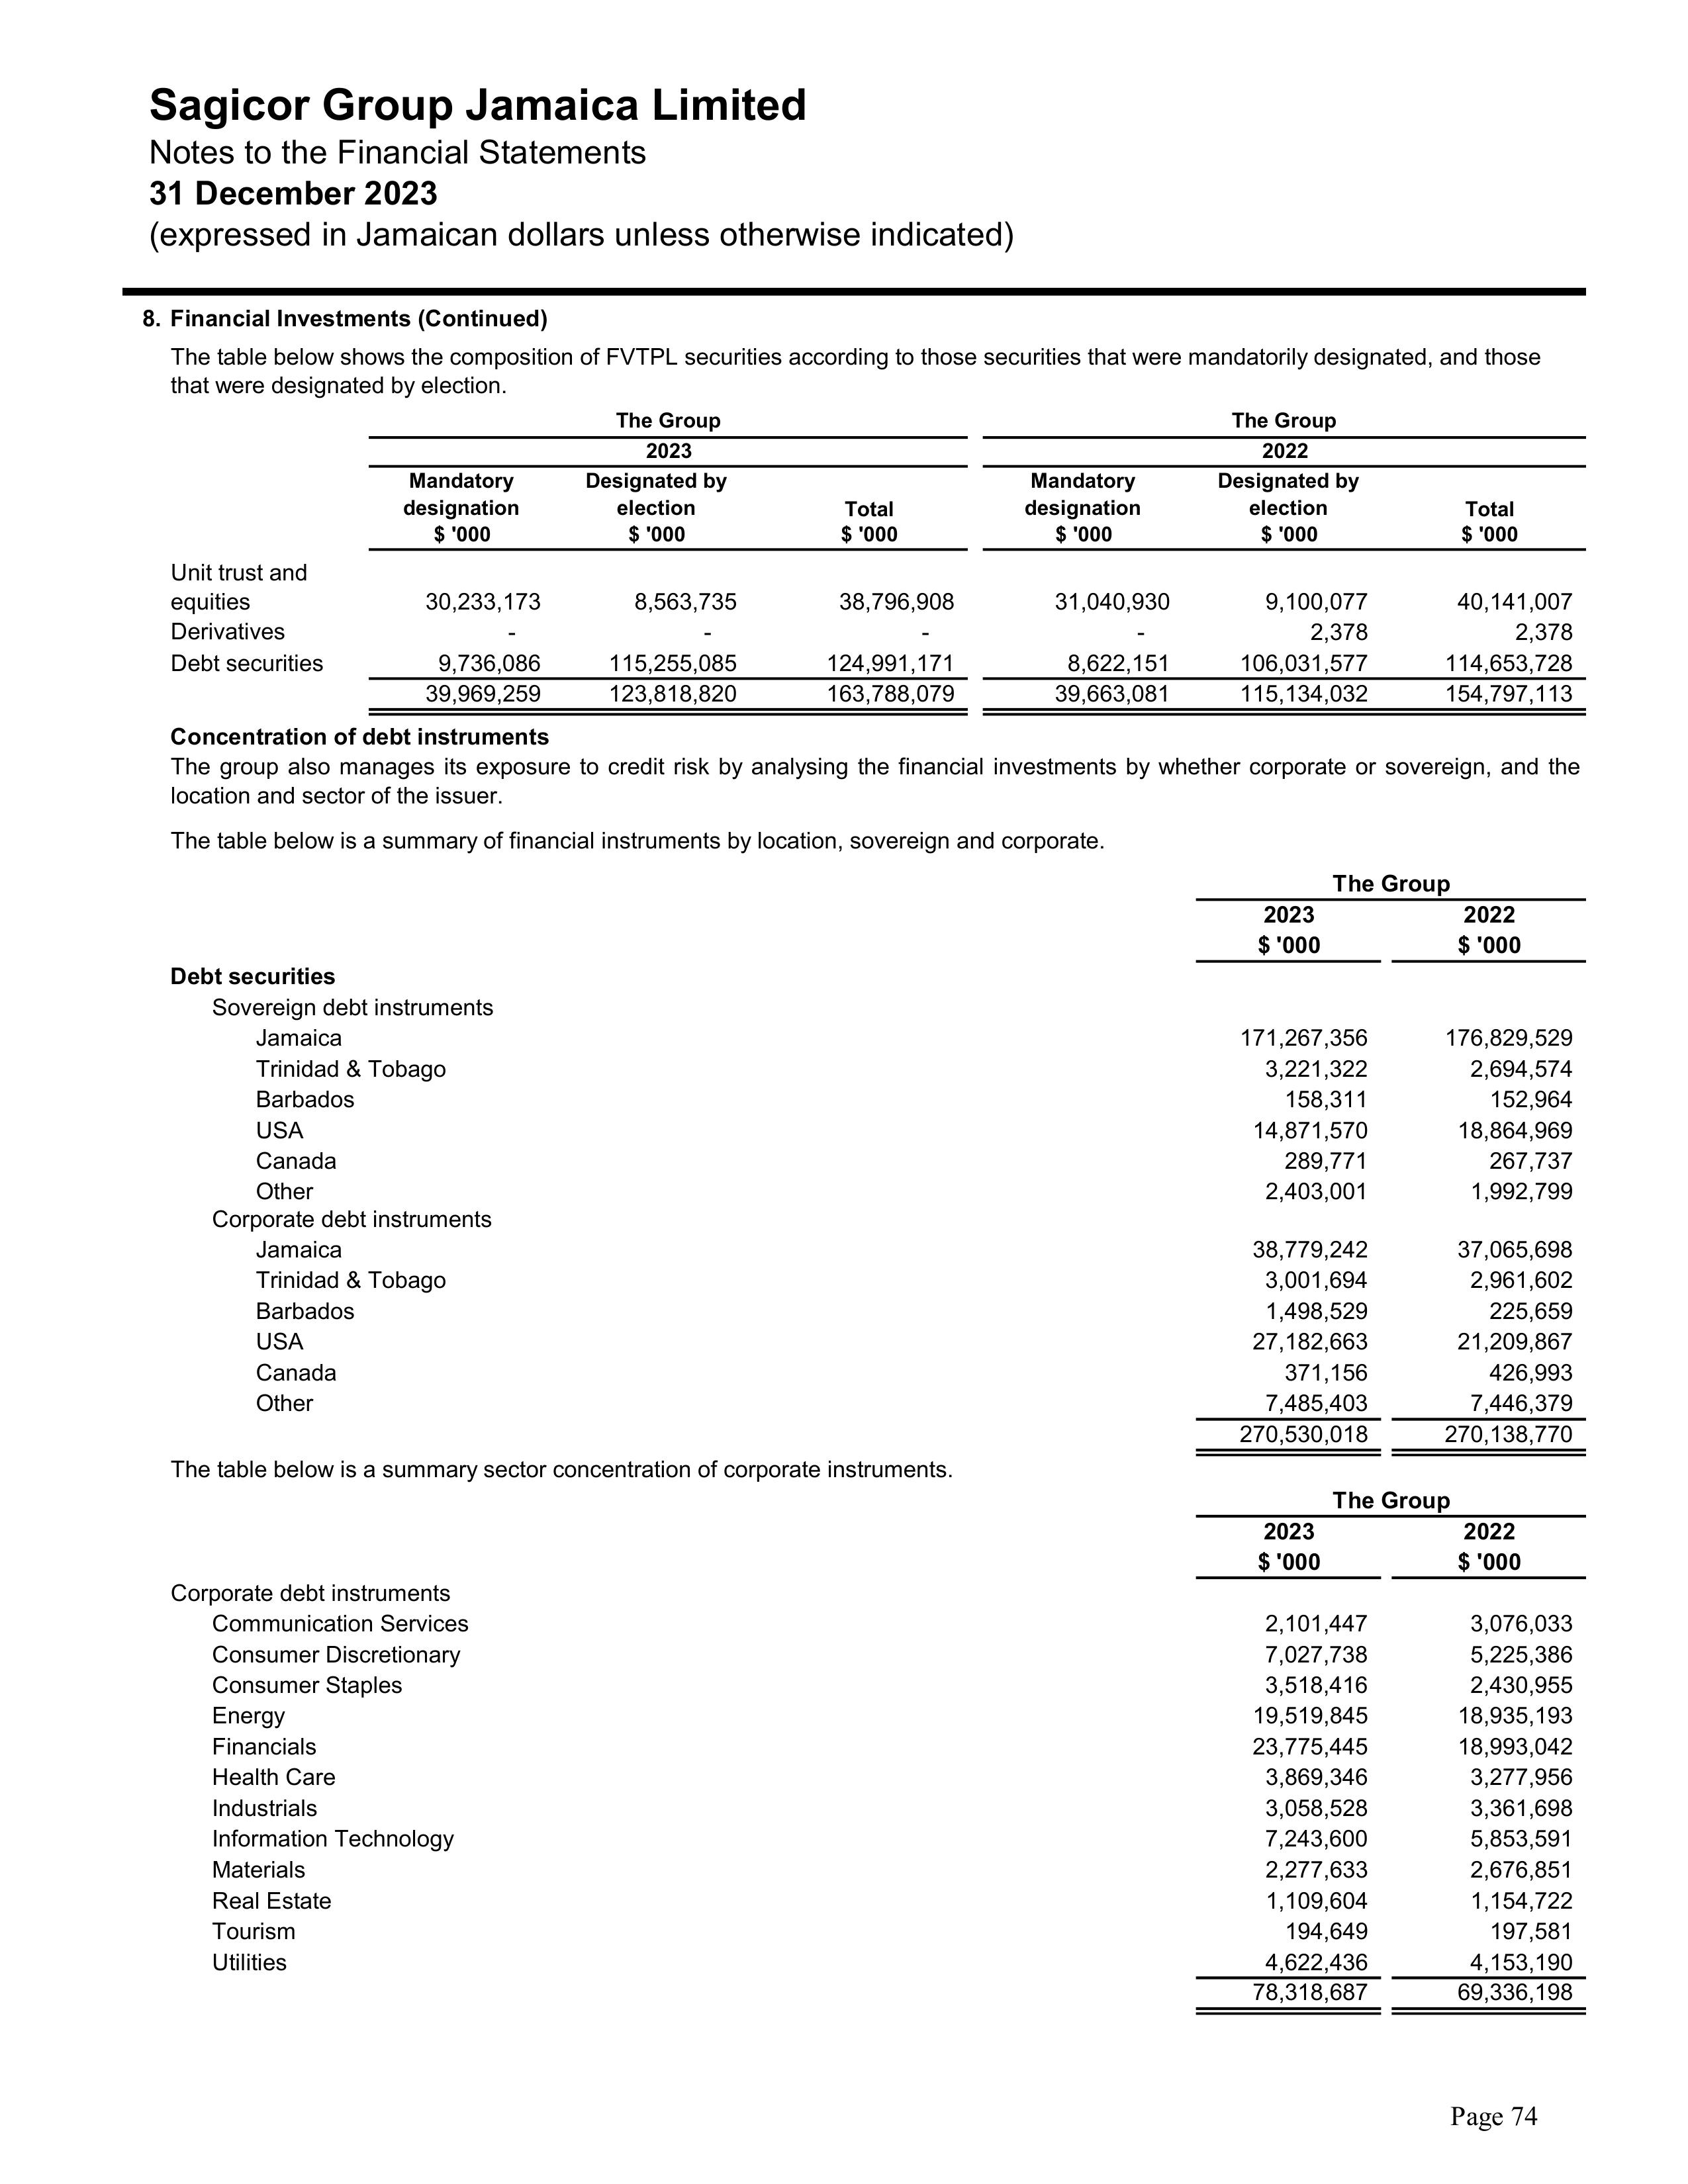 Sagicor Group Jamaica Limited
Notes to the Financial Statements
31 December 2023
(expressed in Jamaican dollars unless otherwise indicated)
8. Financial Investments (Continued)
The table below shows the composition of FVTPL securities according to those securities that were mandatorily designated, and those
that were designated by election.
The Group The Group
2023 2022
Mandatory Designated by Mandatory Designated by
designation election Total designation election Total
$ '000 $ '000 $ '000 $ '000 $ '000 $ '000
Unit trust and
equities 30,233,173 8,563,735 38,796,908 31,040,930 9,100,077 40,141,007
Derivatives - - - - 2,378 2,378
Debt securities 9,736,086 115,255,085 124,991,171 8,622,151 106,031,577 114,653,728
39,969,259 123,818,820 163,788,079 39,663,081 115,134,032 154,797,113
Concentration of debt instruments
The group also manages its exposure to credit risk by analysing the financial investments by whether corporate or sovereign, and the
location and sector of the issuer.
The table below is a summary of financial instruments by location, sovereign and corporate.
The Group
2023 2022
$ '000 $ '000
Debt securities
Sovereign debt instruments
Jamaica 171,267,356 176,829,529
Trinidad & Tobago 3,221,322 2,694,574
Barbados 158,311 152,964
USA 14,871,570 18,864,969
Canada 289,771 267,737
Other 2,403,001 1,992,799
Corporate debt instruments
Jamaica 38,779,242 37,065,698
Trinidad & Tobago 3,001,694 2,961,602
Barbados 1,498,529 225,659
USA 27,182,663 21,209,867
Canada 371,156 426,993
Other 7,485,403 7,446,379
270,530,018 270,138,770
The table below is a summary sector concentration of corporate instruments.
The Group
2023 2022
$ '000 $ '000
Corporate debt instruments
Communication Services 2,101,447 3,076,033
Consumer Discretionary 7,027,738 5,225,386
Consumer Staples 3,518,416 2,430,955
Energy 19,519,845 18,935,193
Financials 23,775,445 18,993,042
Health Care 3,869,346 3,277,956
Industrials 3,058,528 3,361,698
Information Technology 7,243,600 5,853,591
Materials 2,277,633 2,676,851
Real Estate 1,109,604 1,154,722
Tourism 194,649 197,581
Utilities 4,622,436 4,153,190
78,318,687 69,336,198
Page 74